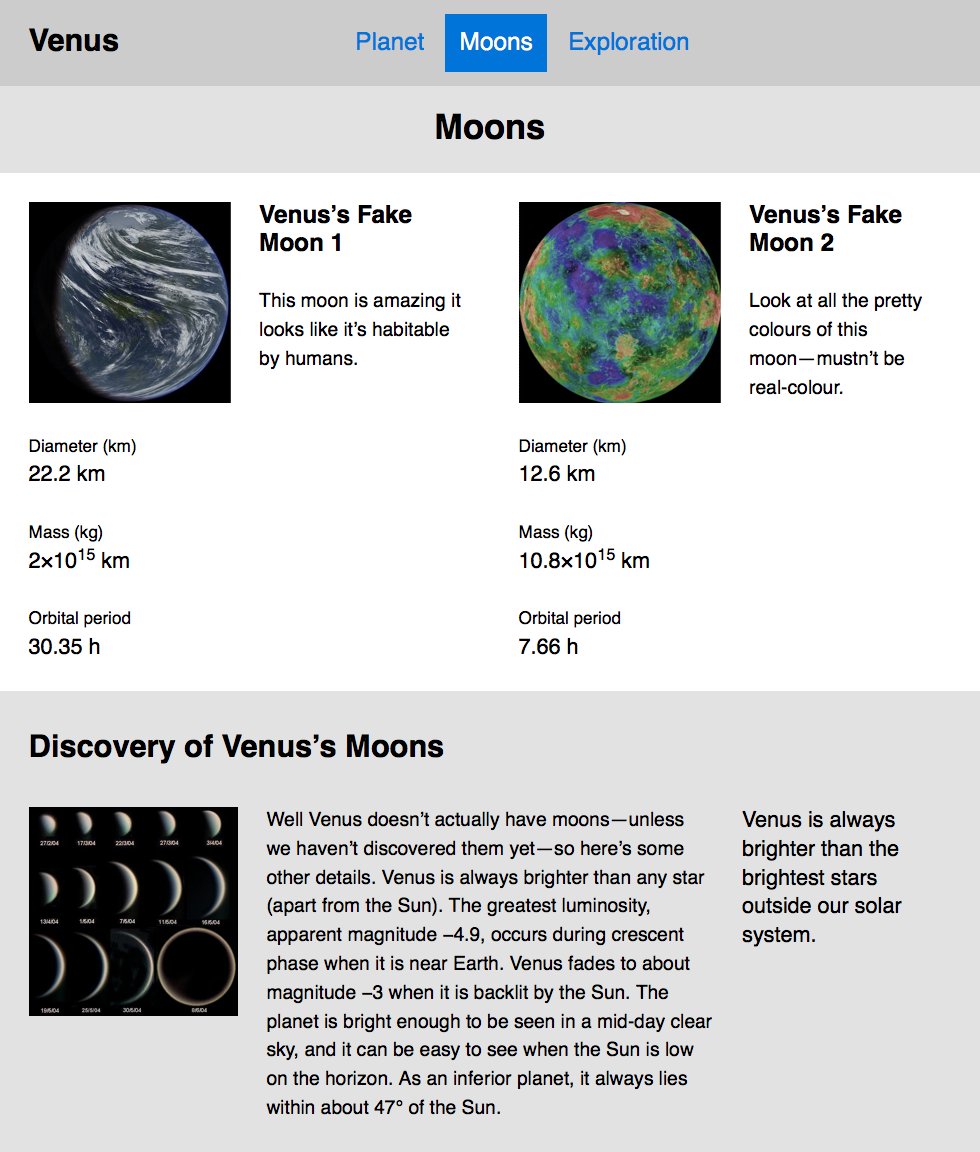 Venus
Planet
Moons
Exploration
Moons
Venus’s Fake
Moon 1
This moon is amazing it
looks like it’s habitable
by humans.
Diameter (km)
22.2 km
Mass (kg)
2×10¹⁵ km
Orbital period
30.35 h
Venus’s Fake
Moon 2
Look at all the pretty
colours of this
moon—mustn’t be
real-colour.
Diameter (km)
12.6 km
Mass (kg)
10.8×10¹⁵ km
Orbital period
7.66 h
Discovery of Venus’s Moons
27/2/04 17/3/04 22/3/04 27/3/04 3/4/04
13/4/04 1/5/04 7/5/04 11/5/04 16/5/04
19/5/04 25/5/04 30/5/04 8/6/04
Well Venus doesn’t actually have moons—unless
we haven’t discovered them yet—so here’s some
other details. Venus is always brighter than any star
(apart from the Sun). The greatest luminosity,
apparent magnitude −4.9, occurs during crescent
phase when it is near Earth. Venus fades to about
magnitude −3 when it is backlit by the Sun. The
planet is bright enough to be seen in a mid-day clear
sky, and it can be easy to see when the Sun is low
on the horizon. As an inferior planet, it always lies
within about 47° of the Sun.
Venus is always
brighter than the
brightest stars
outside our solar
system.